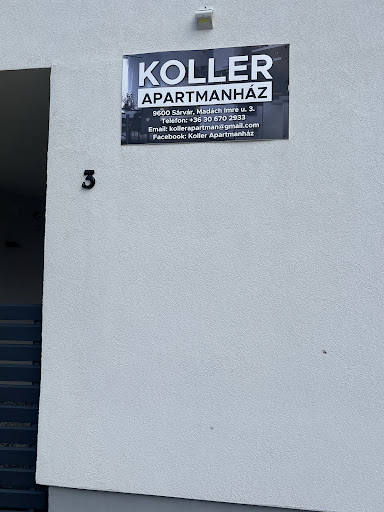 KOLLER
APARTMANHÁZ
9600 Sárvár, Madách Imre u. 3.
Telefon: +36 30 670 2933
Email: kollerapartman@gmail.com
Facebook: Koller Apartmanház
3